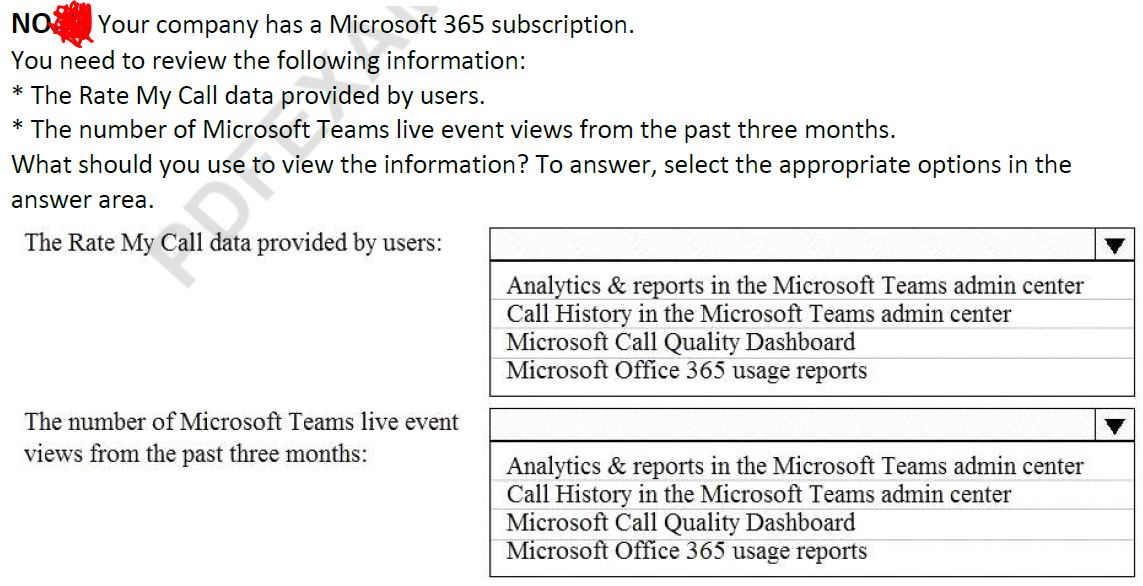 NO Your company has a Microsoft 365 subscription.
You need to review the following information:
* The Rate My Call data provided by users.
* The number of Microsoft Teams live event views from the past three months.
What should you use to view the information? To answer, select the appropriate options in the
answer area.
The Rate My Call data provided by users:
Analytics & reports in the Microsoft Teams admin center
Call History in the Microsoft Teams admin center
Microsoft Call Quality Dashboard
Microsoft Office 365 usage reports
The number of Microsoft Teams live event
views from the past three months:
Analytics & reports in the Microsoft Teams admin center
Call History in the Microsoft Teams admin center
Microsoft Call Quality Dashboard
Microsoft Office 365 usage reports